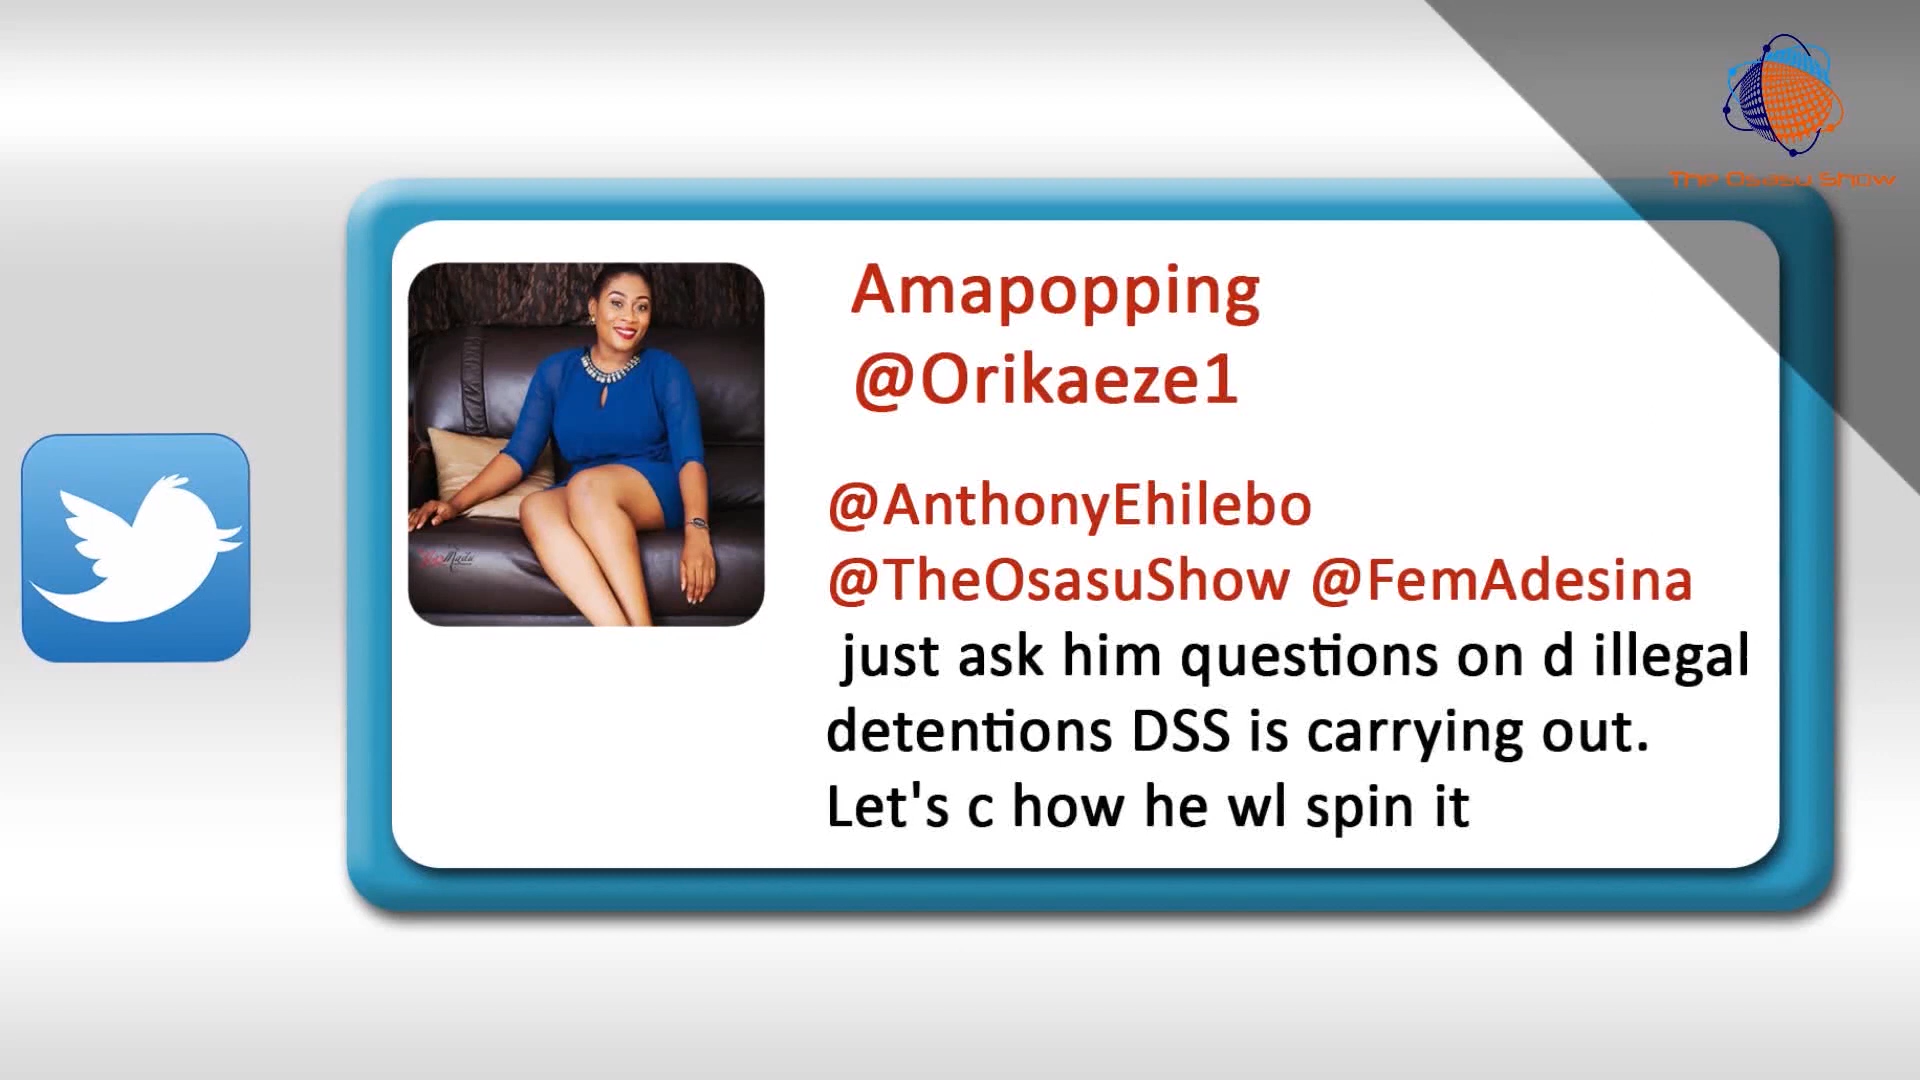 The Osasu Show
Amapopping
@Orikaeze1
@AnthonyEhilebo
@TheOsasuShow @FemAdesina
just ask him questions on d illegal
detentions DSS is carrying out.
Let's c how he wl spin it